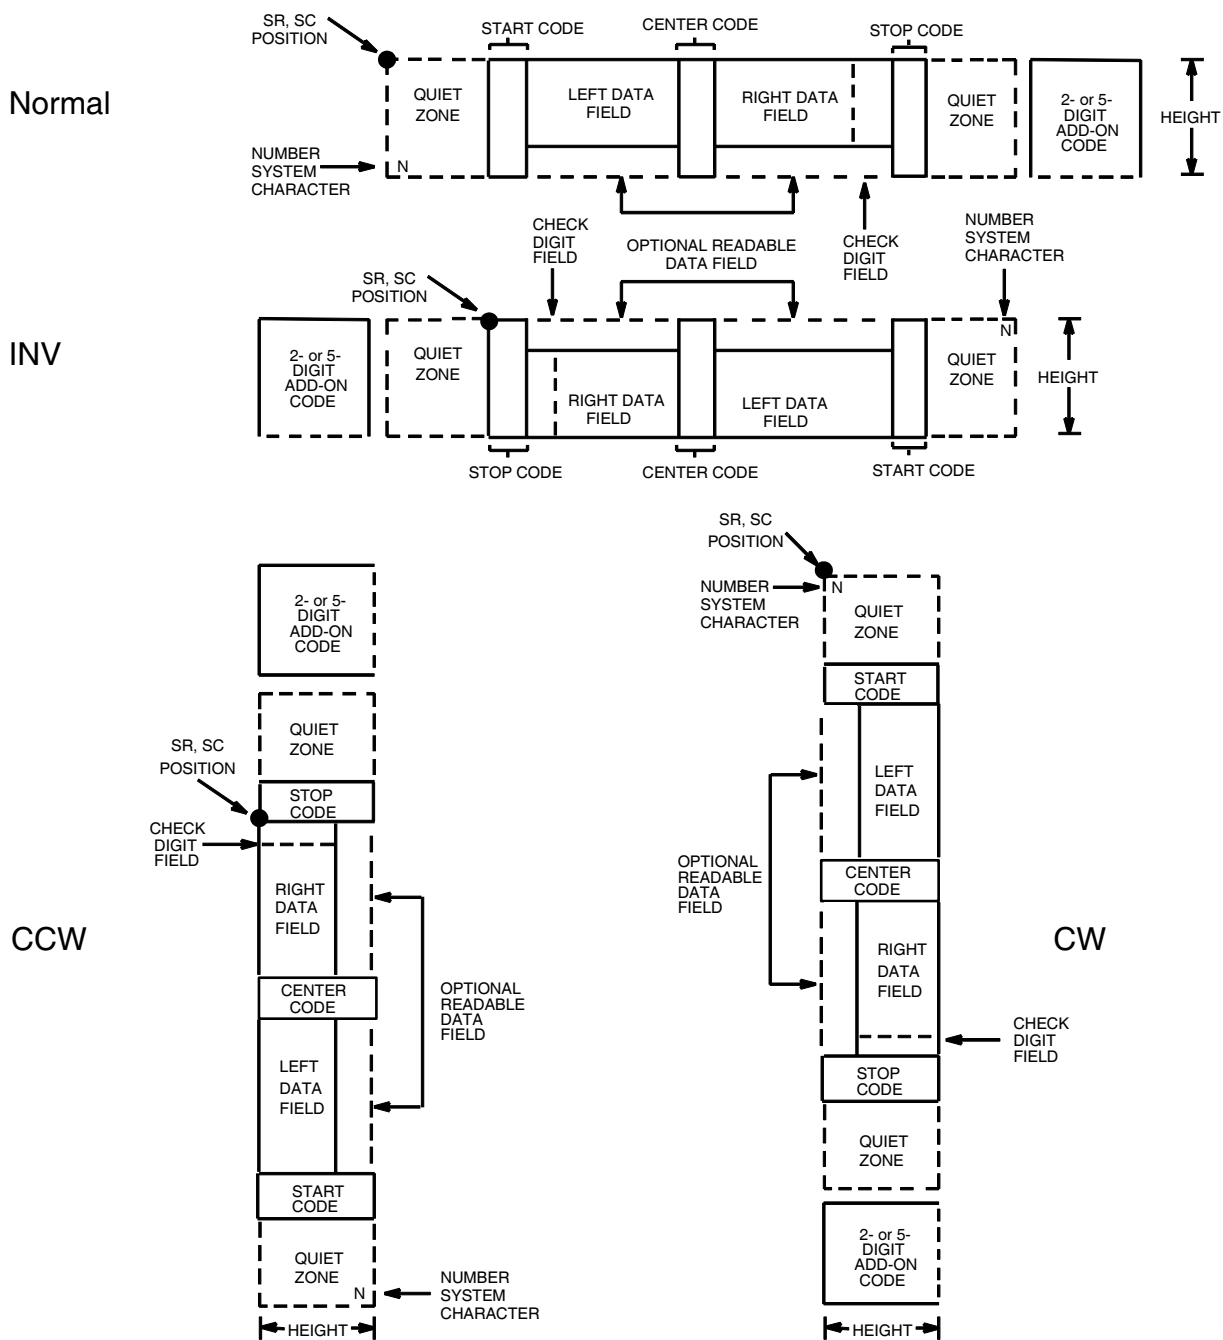 SR, SC
POSITION
START CODE
CENTER CODE
STOP CODE
Normal
QUIET
ZONE
LEFT DATA
FIELD
RIGHT DATA
FIELD
QUIET
ZONE
2- or 5-
DIGIT
ADD-ON
CODE
HEIGHT
NUMBER
SYSTEM
CHARACTER
N
CHECK
DIGIT
FIELD
OPTIONAL READABLE
DATA FIELD
CHECK
DIGIT
FIELD
NUMBER
SYSTEM
CHARACTER
SR, SC
POSITION
INV
2- or 5-
DIGIT
ADD-ON
CODE
QUIET
ZONE
RIGHT DATA
FIELD
LEFT DATA
FIELD
N
QUIET
ZONE
HEIGHT
STOP CODE
CENTER CODE
START CODE
2- or 5-
DIGIT
ADD-ON
CODE
QUIET
ZONE
SR, SC
POSITION
STOP
CODE
CHECK
DIGIT
FIELD
RIGHT
DATA
FIELD
CCW
CENTER
CODE
OPTIONAL
READABLE
DATA
FIELD
LEFT
DATA
FIELD
START
CODE
QUIET
ZONE
N
NUMBER
SYSTEM
CHARACTER
HEIGHT
SR, SC
POSITION
NUMBER
SYSTEM
CHARACTER
N
QUIET
ZONE
START
CODE
LEFT
DATA
FIELD
OPTIONAL
READABLE
DATA
FIELD
CENTER
CODE
CW
RIGHT
DATA
FIELD
CHECK
DIGIT
FIELD
STOP
CODE
QUIET
ZONE
2- or 5-
DIGIT
ADD-ON
CODE
HEIGHT